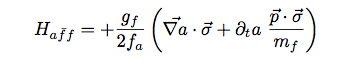 $$H_{a\bar{f}f} = +\frac{g_f}{2f_a}\left(\vec{\nabla}a \cdot \vec{\sigma} + \partial_t a\,\frac{\vec{p}\cdot\vec{\sigma}}{m_f}\right)$$